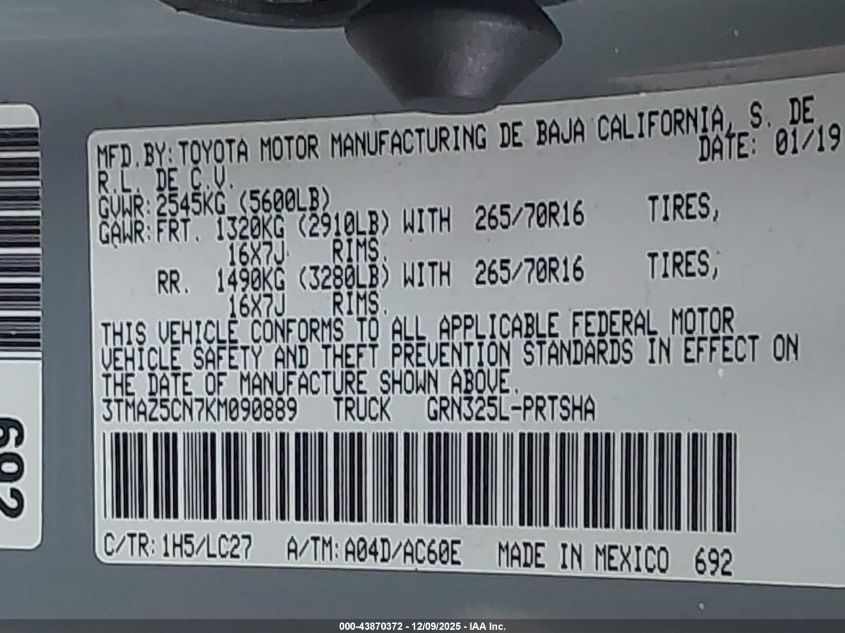 MFD.BY:TOYOTA MOTOR MANUFACTURING DE BAJA CALIFORNIA, S. DE
R.L. DE C.V. DATE: 01/19
GVWR:2545KG (5600LB)
GAWR:FRT. 1320KG (2910LB) WITH 265/70R16 TIRES,
16X7J RIMS.
RR. 1490KG (3280LB) WITH 265/70R16 TIRES,
16X7J RIMS.
THIS VEHICLE CONFORMS TO ALL APPLICABLE FEDERAL MOTOR
VEHICLE SAFETY AND THEFT PREVENTION STANDARDS IN EFFECT ON
THE DATE OF MANUFACTURE SHOWN ABOVE.
3TMAZ5CN7KM090889 TRUCK GRN325L-PRTSHA
C/TR:1H5/LC27 A/TM:A04D/AC60E MADE IN MEXICO 692
692
000-43870372 - 12/09/2025 - IAA Inc.